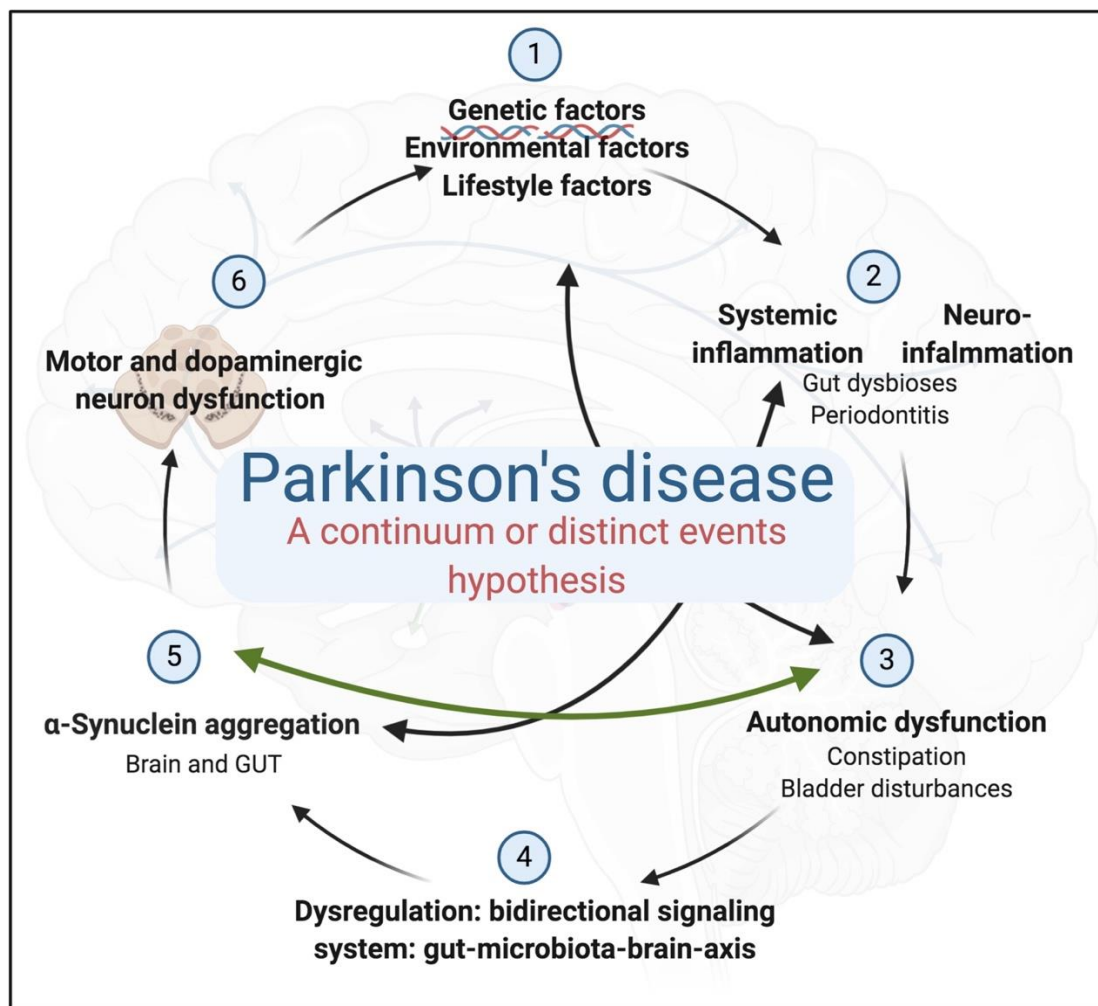 1
Genetic factors
Environmental factors
Lifestyle factors
2
Systemic
inflammation
Neuro-
infalmmation
Gut dysbioses
Periodontitis
3
Autonomic dysfunction
Constipation
Bladder disturbances
4
Dysregulation: bidirectional signaling
system: gut-microbiota-brain-axis
5
α-Synuclein aggregation
Brain and GUT
6
Motor and dopaminergic
neuron dysfunction
Parkinson's disease
A continuum or distinct events
hypothesis